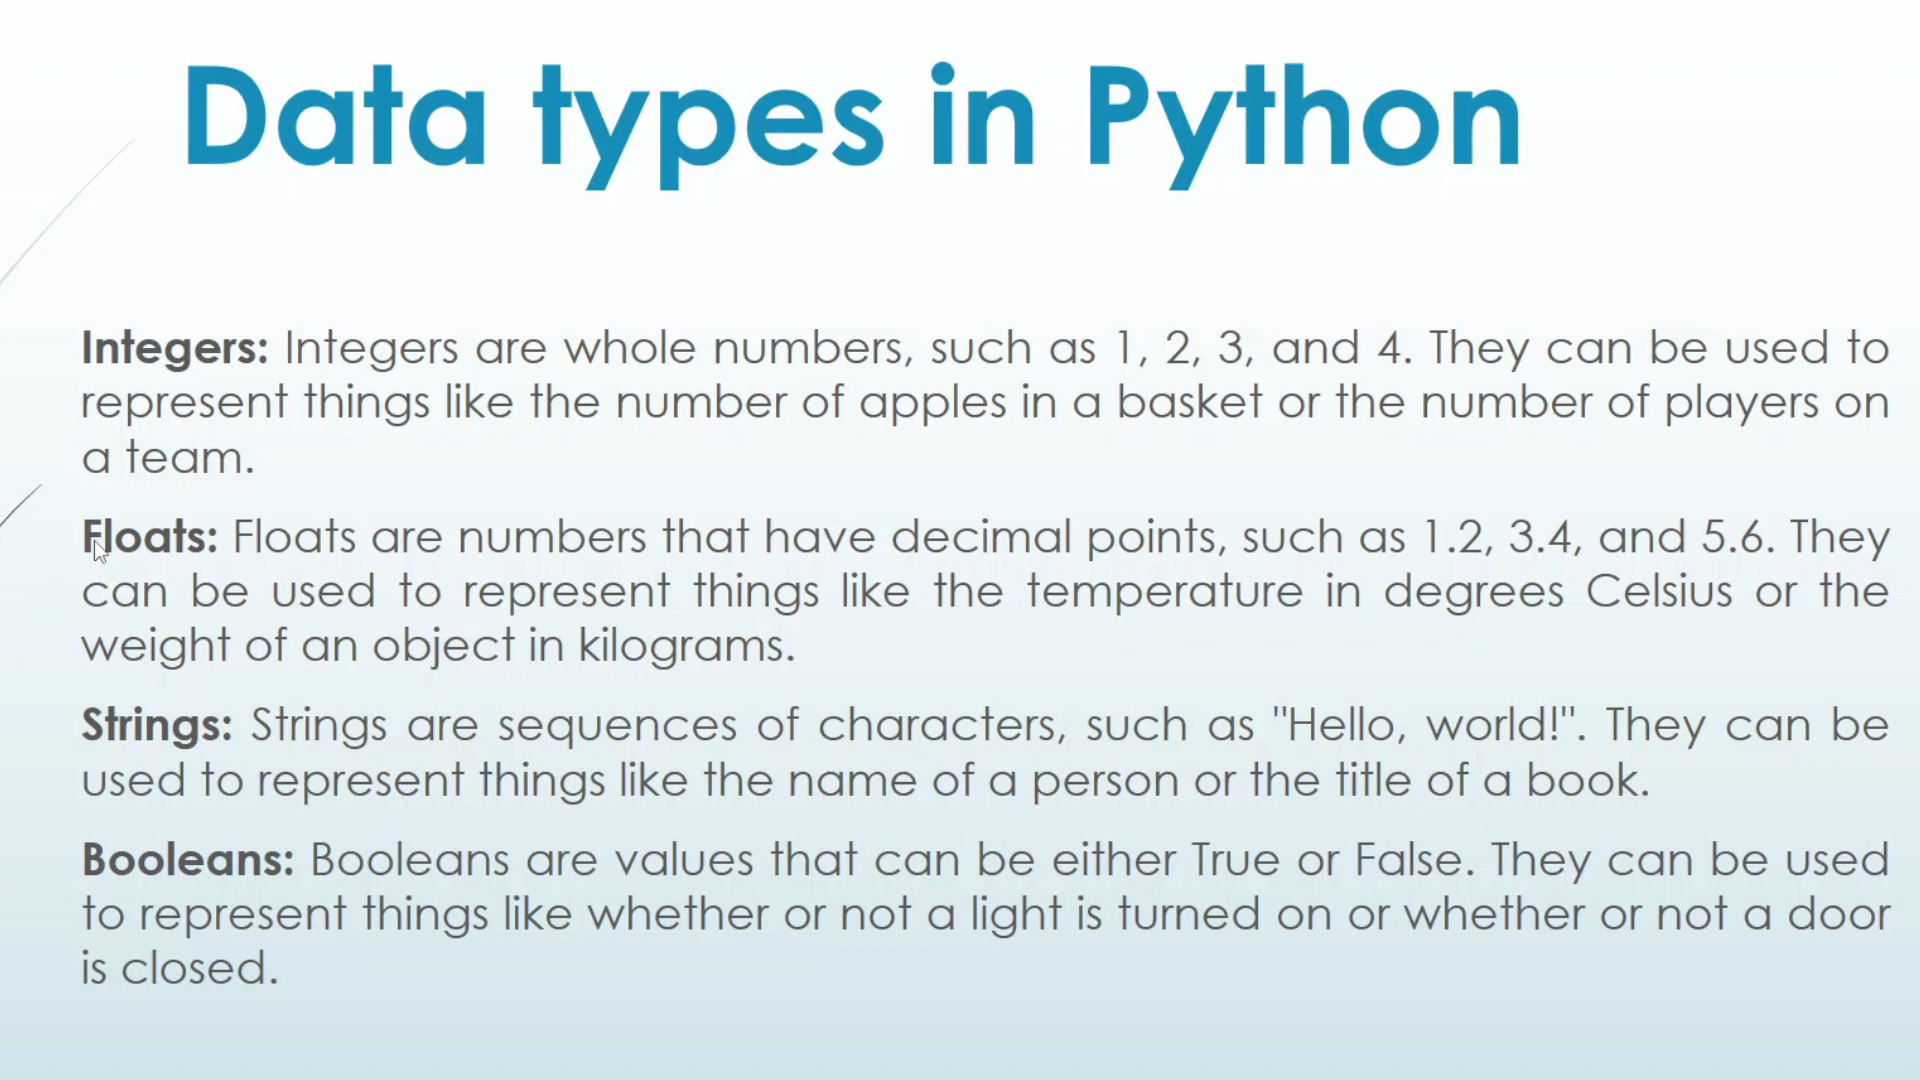 Data types in Python
Integers: Integers are whole numbers, such as 1, 2, 3, and 4. They can be used to
represent things like the number of apples in a basket or the number of players on
a team.
Floats: Floats are numbers that have decimal points, such as 1.2, 3.4, and 5.6. They
can be used to represent things like the temperature in degrees Celsius or the
weight of an object in kilograms.
Strings: Strings are sequences of characters, such as "Hello, world!". They can be
used to represent things like the name of a person or the title of a book.
Booleans: Booleans are values that can be either True or False. They can be used
to represent things like whether or not a light is turned on or whether or not a door
is closed.